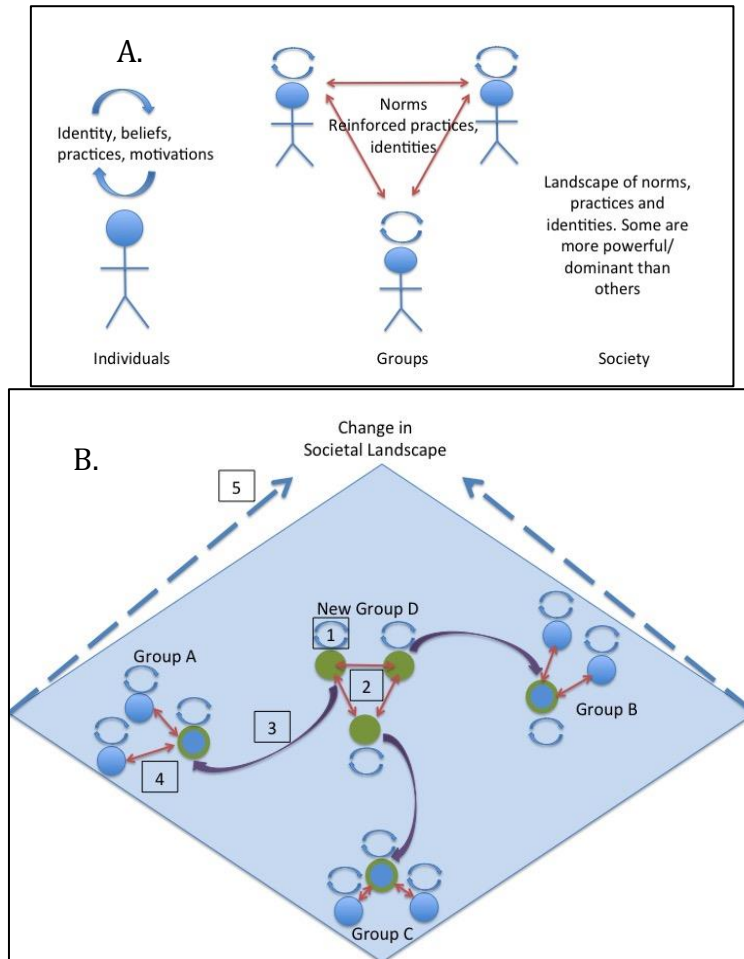 A.
Identity, beliefs,
practices, motivations
Individuals
Norms
Reinforced practices,
identities
Groups
Landscape of norms,
practices and
identities. Some are
more powerful/
dominant than
others
Society
B.
Change in
Societal Landscape
5
New Group D
1
2
Group A
3
4
Group B
Group C